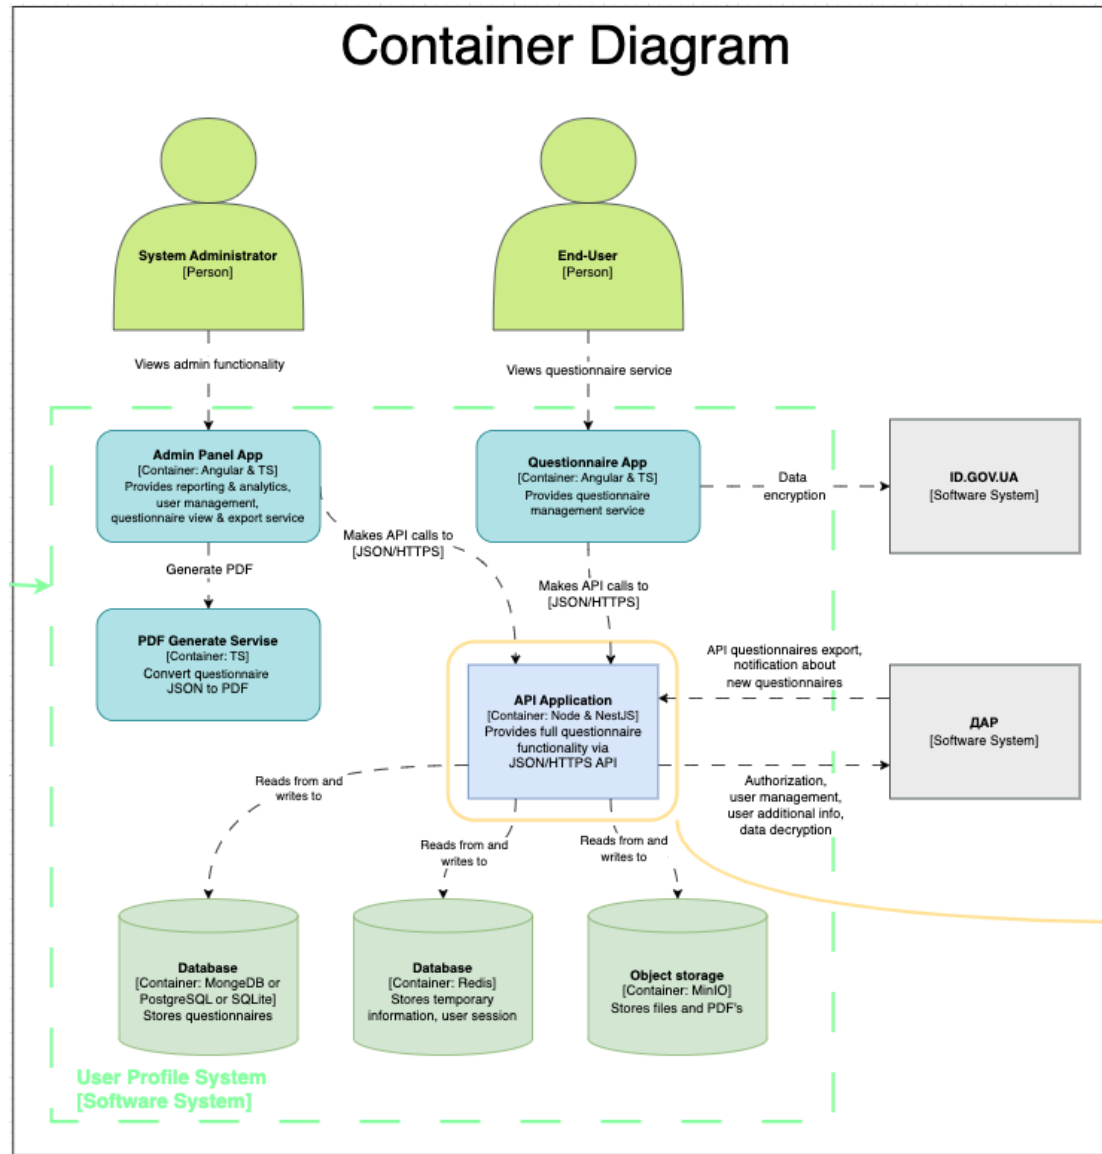 Container Diagram
System Administrator
[Person]
End-User
[Person]
Views admin functionality
Views questionnaire service
Admin Panel App
[Container: Angular & TS]
Provides reporting & analytics,
user management,
questionnaire view & export service
Questionnaire App
[Container: Angular & TS]
Provides questionnaire
management service
Data
encryption
ID.GOV.UA
[Software System]
Makes API calls to
[JSON/HTTPS]
Generate PDF
Makes API calls to
[JSON/HTTPS]
PDF Generate Servise
[Container: TS]
Convert questionnaire
JSON to PDF
API questionnaires export,
notification about
new questionnaires
API Application
[Container: Node & NestJS]
Provides full questionnaire
functionality via
JSON/HTTPS API
ДАР
[Software System]
Reads from and
writes to
Authorization,
user management,
user additional info,
data decryption
Reads from and
writes to
Reads from and
writes to
Database
[Container: MongeDB or
PostgreSQL or SQLite]
Stores questionnaires
Database
[Container: Redis]
Stores temporary
information, user session
Object storage
[Container: MinIO]
Stores files and PDF's
User Profile System
[Software System]